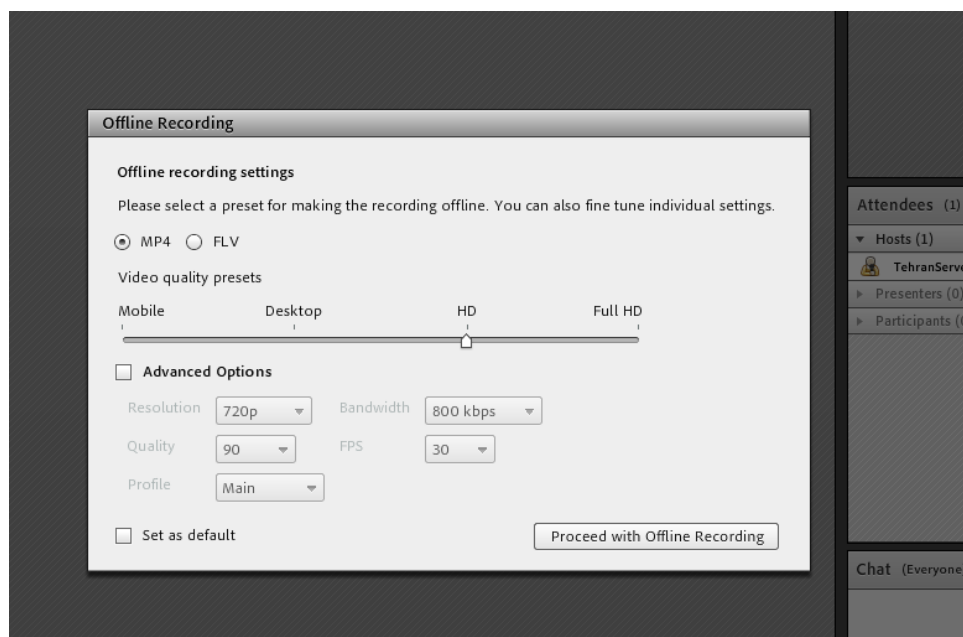 Offline Recording
Offline recording settings
Please select a preset for making the recording offline. You can also fine tune individual settings.
MP4 FLV
Video quality presets
Mobile Desktop HD Full HD
Advanced Options
Resolution 720p Bandwidth 800 kbps
Quality 90 FPS 30
Profile Main
Set as default Proceed with Offline Recording
Attendees (1)
Hosts (1)
TehranServe
Presenters (0)
Participants (
Chat (Everyone